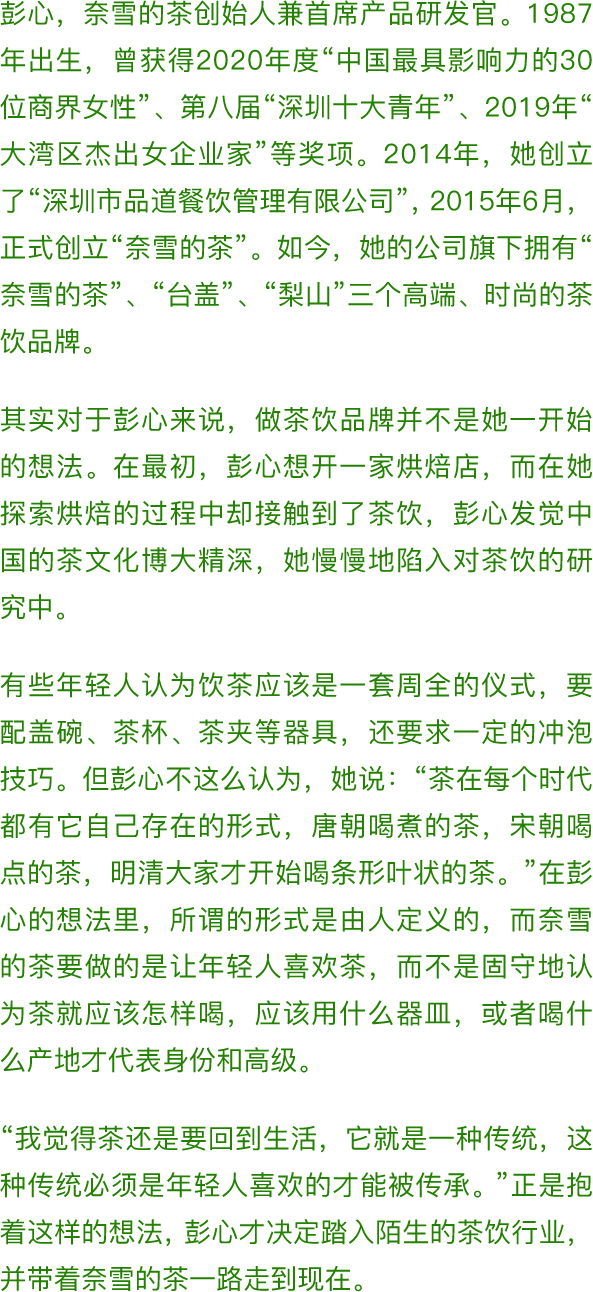 彭心，奈雪的茶创始人兼首席产品研发官。1987
年出生，曾获得2020年度“中国最具影响力的30
位商界女性”、第八届“深圳十大青年”、2019年“
大湾区杰出女企业家”等奖项。2014年，她创立
了“深圳市品道餐饮管理有限公司”，2015年6月，
正式创立“奈雪的茶”。如今，她的公司旗下拥有“
奈雪的茶”、“台盖”、“梨山”三个高端、时尚的茶
饮品牌。
其实对于彭心来说，做茶饮品牌并不是她一开始
的想法。在最初，彭心想开一家烘焙店，而在她
探索烘焙的过程中却接触到了茶饮，彭心发觉中
国的茶文化博大精深，她慢慢地陷入对茶饮的研
究中。
有些年轻人认为饮茶应该是一套周全的仪式，要
配盖碗、茶杯、茶夹等器具，还要求一定的冲泡
技巧。但彭心不这么认为，她说：“茶在每个时代
都有它自己存在的形式，唐朝喝煮的茶，宋朝喝
点的茶，明清大家才开始喝条形叶状的茶。”在彭
心的想法里，所谓的形式是由人定义的，而奈雪
的茶要做的是让年轻人喜欢茶，而不是固守地认
为茶就应该怎样喝，应该用什么器皿，或者喝什
么产地才代表身份和高级。
“我觉得茶还是要回到生活，它就是一种传统，这
种传统必须是年轻人喜欢的才能被传承。”正是抱
着这样的想法，彭心才决定踏入陌生的茶饮行业，
并带着奈雪的茶一路走到现在。